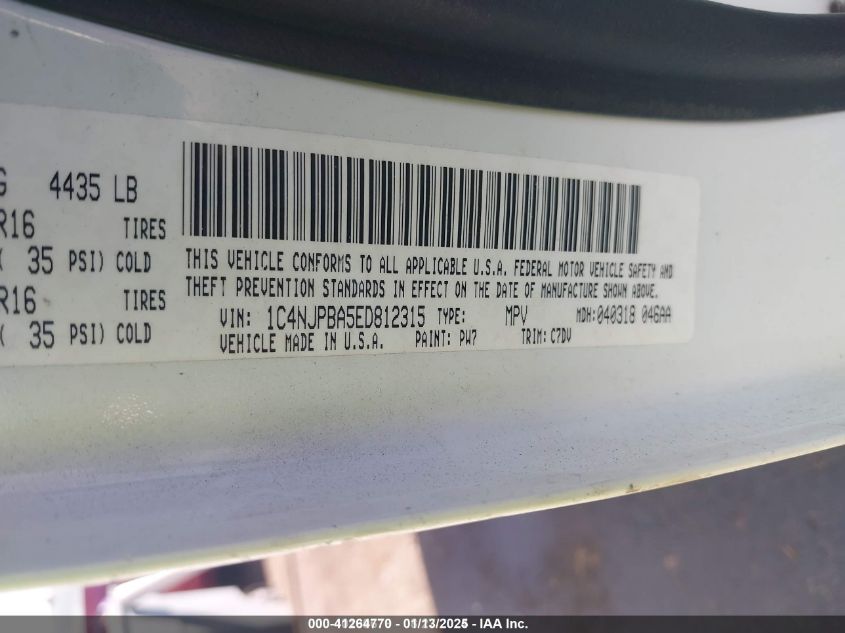 G 4435 LB
R16 TIRES
( 35 PSI) COLD
R16 TIRES
( 35 PSI) COLD
THIS VEHICLE CONFORMS TO ALL APPLICABLE U.S.A. FEDERAL MOTOR VEHICLE SAFETY AND
THEFT PREVENTION STANDARDS IN EFFECT ON THE DATE OF MANUFACTURE SHOWN ABOVE.
VIN: 1C4NJPBA5ED812315 TYPE: MPV MDH:040318 046AA
VEHICLE MADE IN U.S.A. PAINT: PW7 TRIM: C7DV
000-41264770 - 01/13/2025 - IAA Inc.